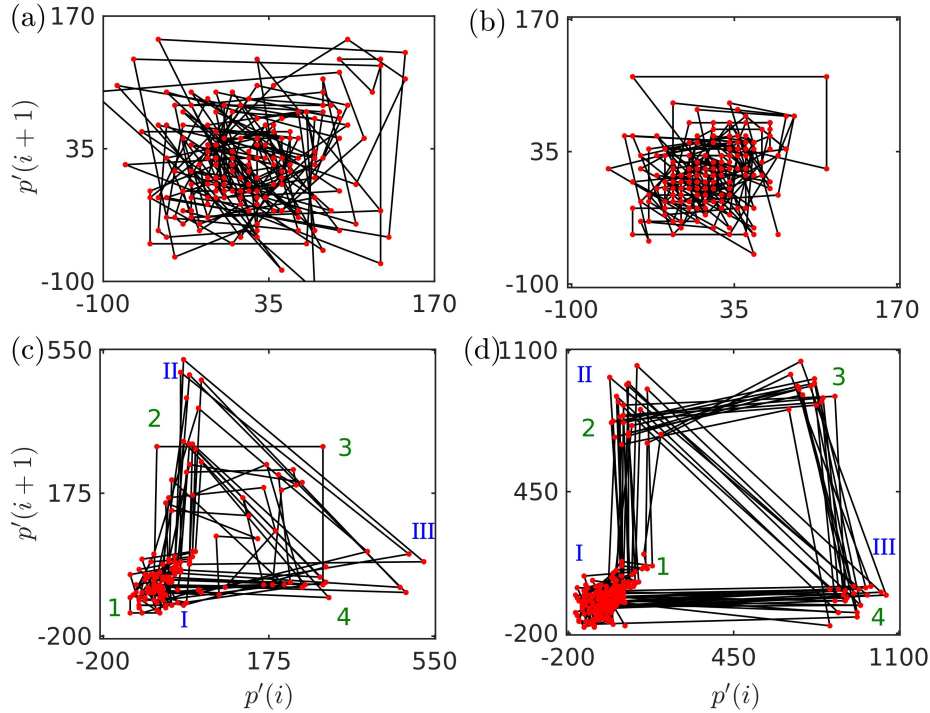 (a)
170
35
-100
-100 35 170
p′(i + 1)
(b)
170
35
-100
-100 35 170
(c)
550
175
-200
-200 175 550
p′(i + 1)
p′(i)
II
2
3
III
1
I
4
(d)
1100
450
-200
-200 450 1100
p′(i)
II
3
2
I
1
III
4